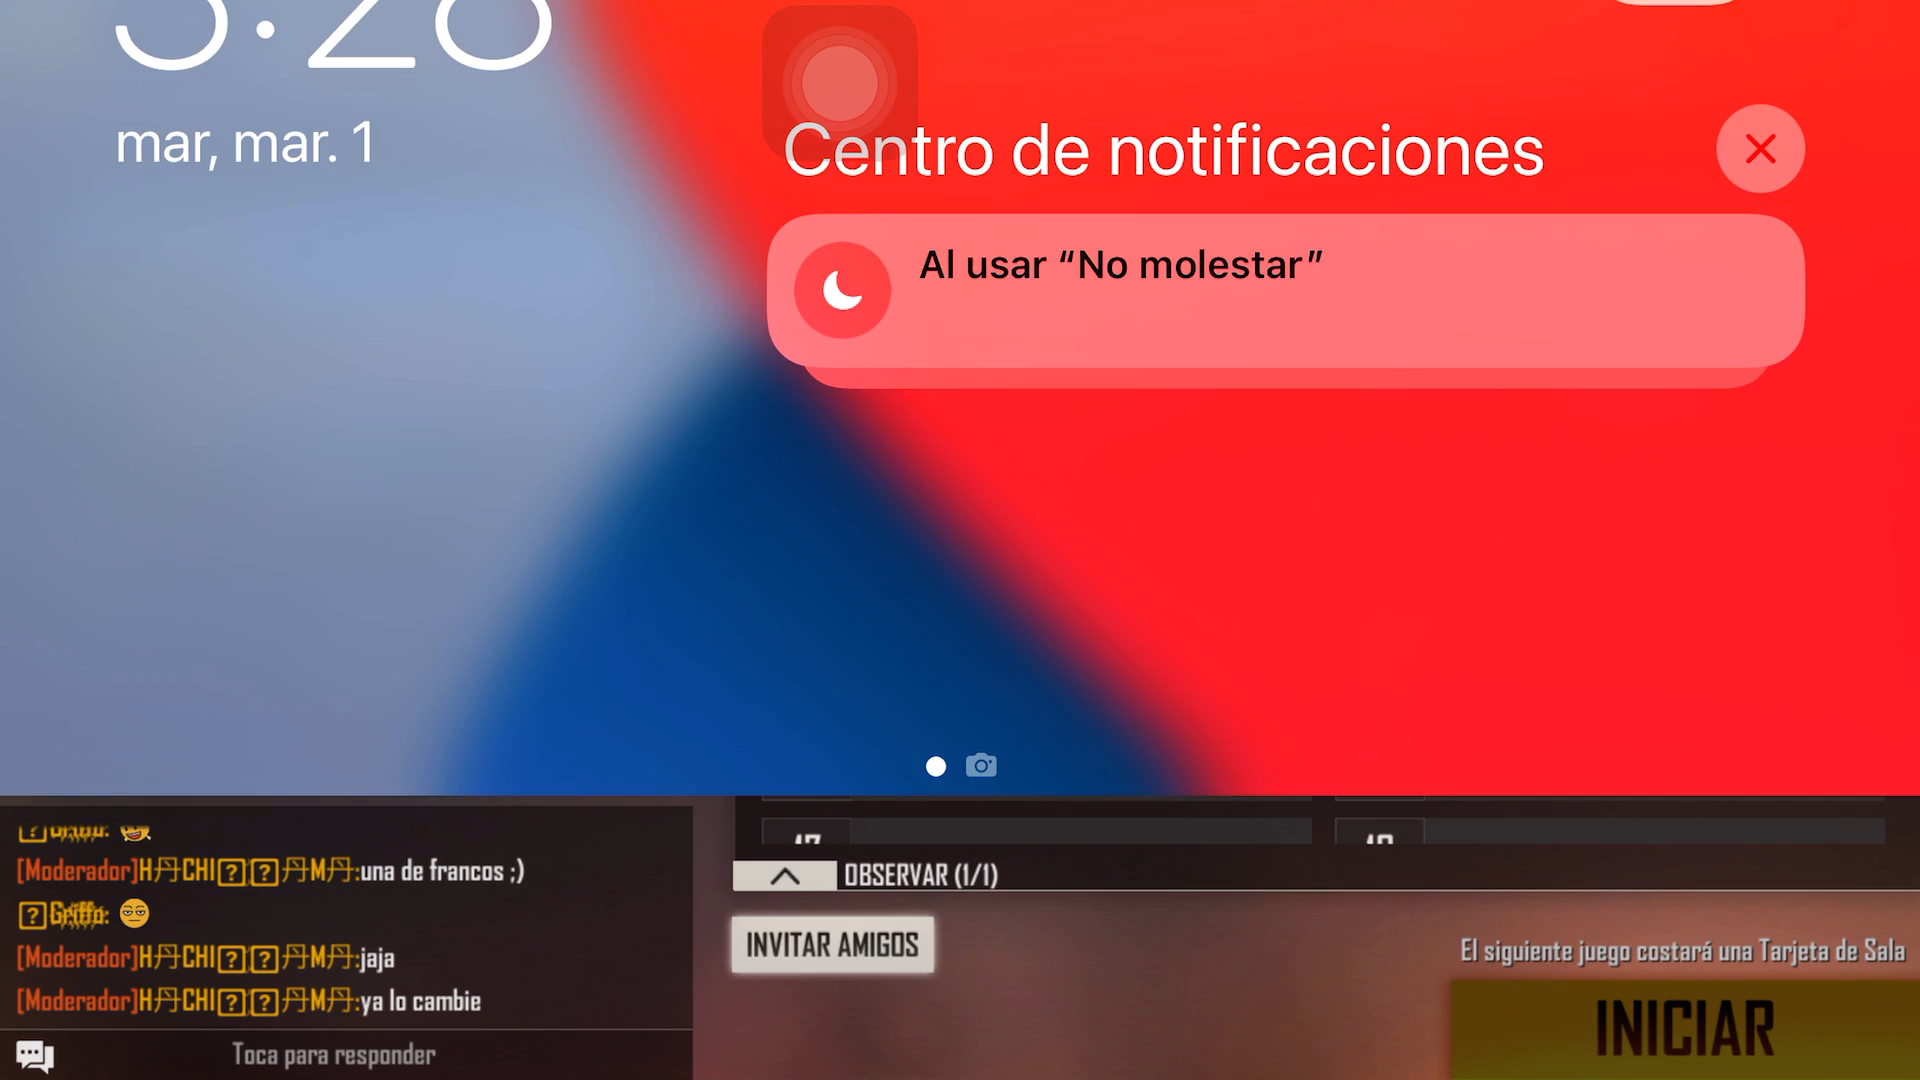 mar, mar. 1
Centro de notificaciones
Al usar “No molestar”
[Moderador]H丹CHI??丹M丹:una de francos ;)
?Griffo:
[Moderador]H丹CHI??丹M丹:jaja
[Moderador]H丹CHI??丹M丹:ya lo cambie
Toca para responder
OBSERVAR (1/1)
INVITAR AMIGOS
El siguiente juego costará una Tarjeta de Sala
INICIAR